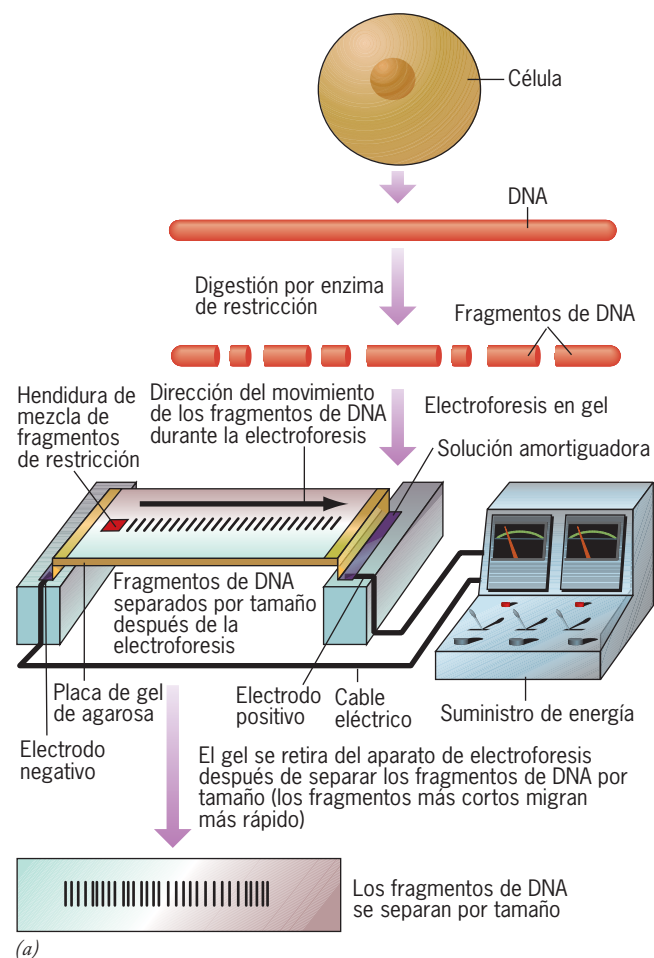 Célula
DNA
Digestión por enzima
de restricción
Fragmentos de DNA
Hendidura de
mezcla de
fragmentos
de restricción
Dirección del movimiento
de los fragmentos de DNA
durante la electroforesis
Electroforesis en gel
Solución amortiguadora
Fragmentos de DNA
separados por tamaño
después de la
electroforesis
Placa de gel
de agarosa
Electrodo
negativo
Electrodo
positivo
Cable
eléctrico
Suministro de energía
El gel se retira del aparato de electroforesis
después de separar los fragmentos de DNA por
tamaño (los fragmentos más cortos migran
más rápido)
Los fragmentos de DNA
se separan por tamaño
(a)